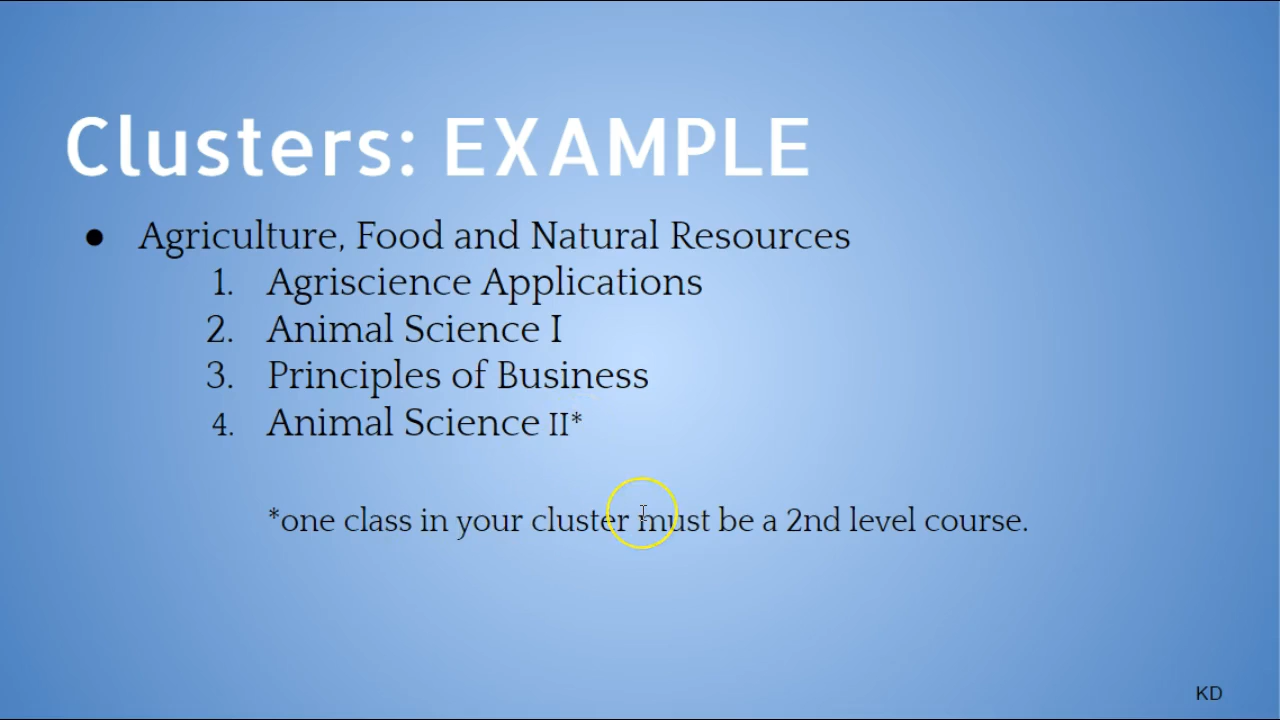 Clusters: EXAMPLE
● Agriculture, Food and Natural Resources
1. Agriscience Applications
2. Animal Science I
3. Principles of Business
4. Animal Science II*
*one class in your cluster must be a 2nd level course.
KD